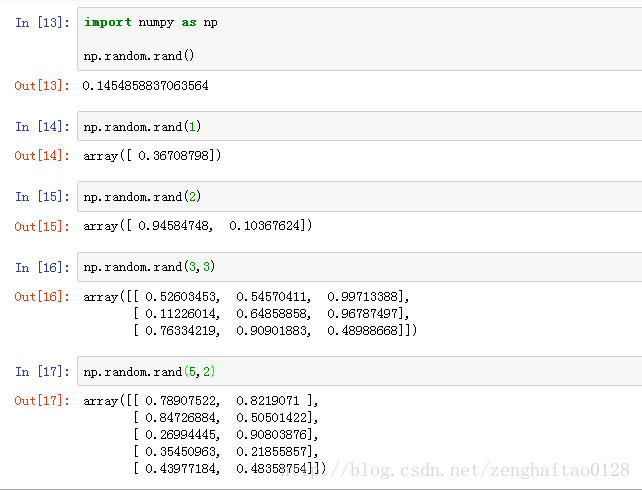 In [13]: import numpy as np
np.random.rand()
Out[13]: 0.1454858837063564
In [14]: np.random.rand(1)
Out[14]: array([ 0.36708798])
In [15]: np.random.rand(2)
Out[15]: array([ 0.94584748,  0.10367624])
In [16]: np.random.rand(3,3)
Out[16]: array([[ 0.52603453,  0.54570411,  0.99713388],
[ 0.11226014,  0.64858858,  0.96787497],
[ 0.76334219,  0.90901883,  0.48988668]])
In [17]: np.random.rand(5,2)
Out[17]: array([[ 0.78907522,  0.8219071 ],
[ 0.84726884,  0.50501422],
[ 0.26994445,  0.90803876],
[ 0.35450963,  0.21855857],
[ 0.43977184,  0.48358754]])
http://blog.csdn.net/zenghaitao0128